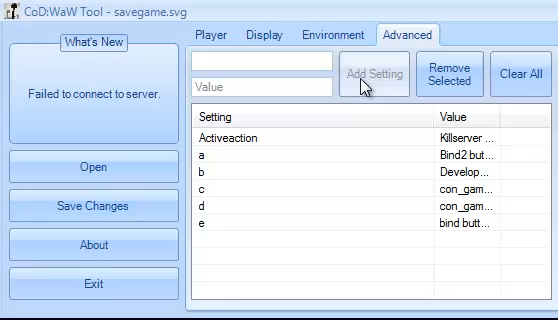 CoD:WaW Tool - savegame.svg
What's New
Failed to connect to server.
Open
Save Changes
About
Exit
Player Display Environment Advanced
Value
Add Setting
Remove Selected
Clear All
Setting Value
Activeaction Killserver ...
a Bind2 but...
b Develop...
c con_gam...
d con_gam...
e bind butt...